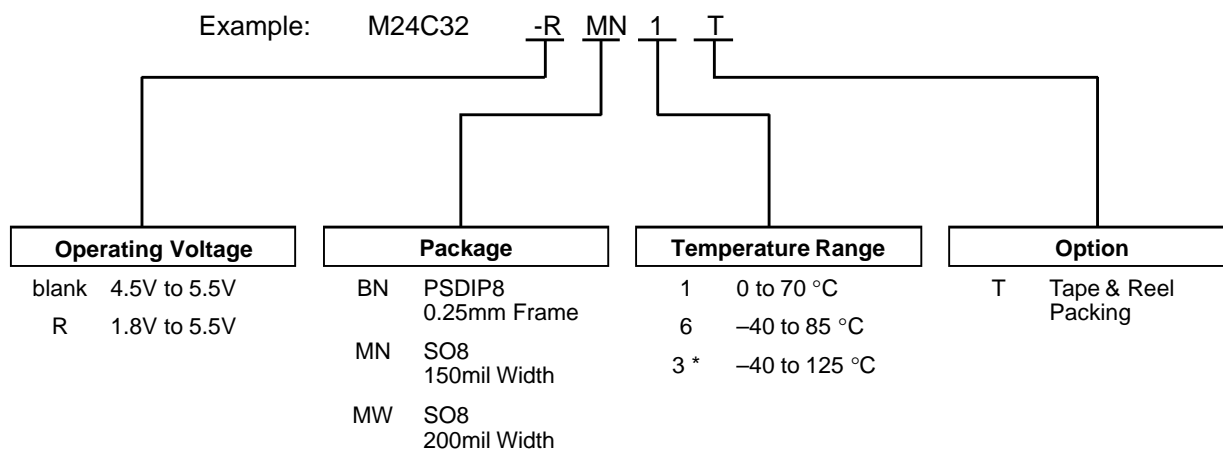 Example: M24C32 -R MN 1 T
Operating Voltage
blank 4.5V to 5.5V
R 1.8V to 5.5V
Package
BN PSDIP8
0.25mm Frame
MN SO8
150mil Width
MW SO8
200mil Width
Temperature Range
1 0 to 70 °C
6 –40 to 85 °C
3 * –40 to 125 °C
Option
T Tape & Reel
Packing